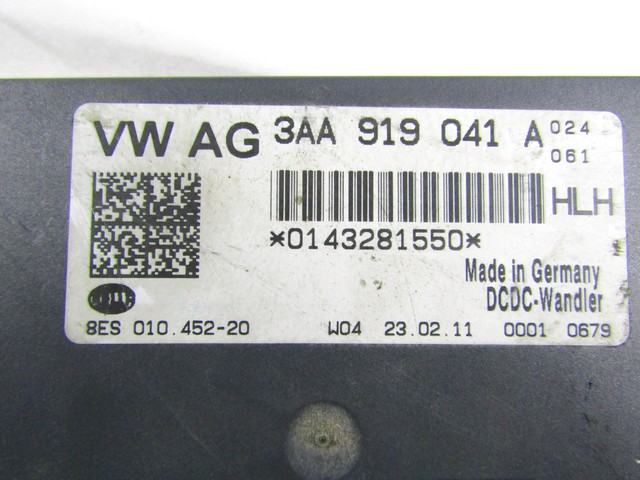 VW AG 3AA 919 041 A 024
061
HLH
*0143281550*
Made in Germany
DCDC-Wandler
8ES 010.452-20 W04 23.02.11 0001 0679